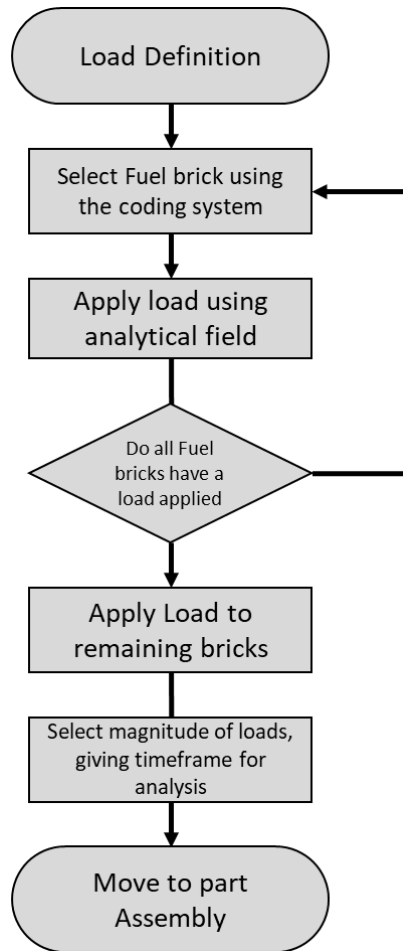 Load Definition
Select Fuel brick using
the coding system
Apply load using
analytical field
Do all Fuel
bricks have a
load applied
Apply Load to
remaining bricks
Select magnitude of loads,
giving timeframe for
analysis
Move to part
Assembly